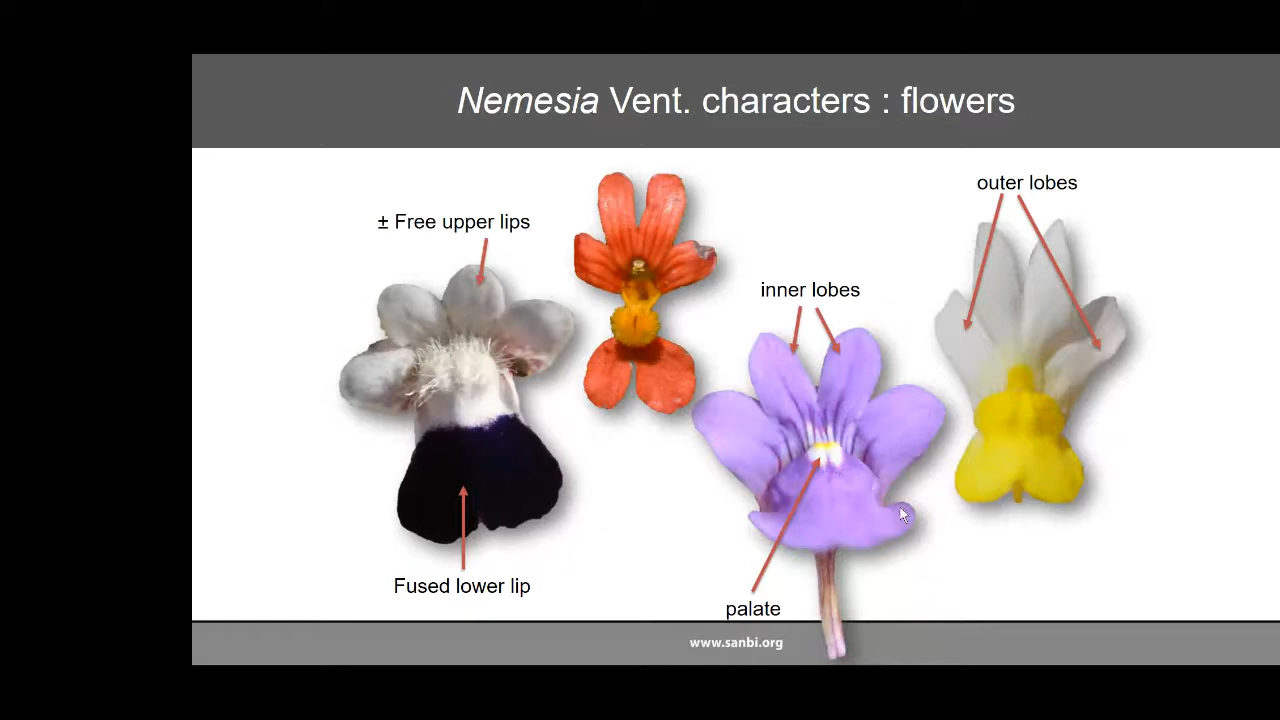 Nemesia Vent. characters : flowers
outer lobes
± Free upper lips
inner lobes
Fused lower lip
palate
www.sanbi.org